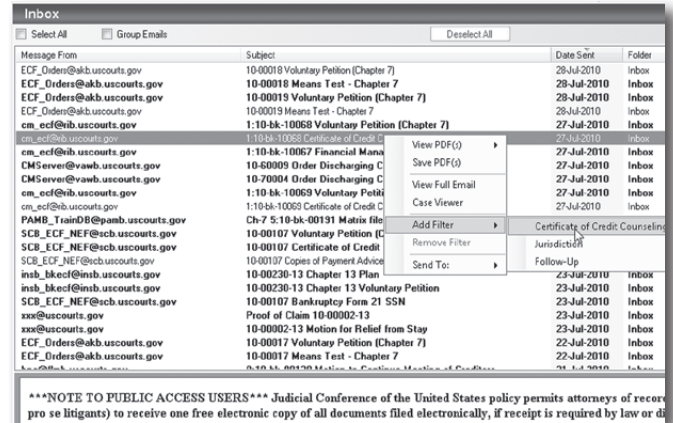 Inbox
Select All Group Emails Deselect All
Message From Subject Date Sent Folder
ECF_Orders@akb.uscourts.gov 10-00018 Voluntary Petition (Chapter 7) 28-Jul-2010 Inbox
ECF_Orders@akb.uscourts.gov 10-00018 Means Test - Chapter 7 28-Jul-2010 Inbox
ECF_Orders@akb.uscourts.gov 10-00019 Voluntary Petition (Chapter 7) 28-Jul-2010 Inbox
ECF_Orders@akb.uscourts.gov 10-00019 Means Test - Chapter 7 28-Jul-2010 Inbox
cm_ecf@rib.uscourts.gov 1:10-bk-10068 Voluntary Petition (Chapter 7) 27-Jul-2010 Inbox
cm_ecf@rib.uscourts.gov 1:10-bk-10068 Certificate of Credit C 27-Jul-2010 Inbox
cm_ecf@rib.uscourts.gov 1:10-bk-10067 Financial Mana 27-Jul-2010 Inbox
CMServer@vawb.uscourts.gov 10-60009 Order Discharging C 27-Jul-2010 Inbox
CMServer@vawb.uscourts.gov 10-70004 Order Discharging C 27-Jul-2010 Inbox
cm_ecf@rib.uscourts.gov 1:10-bk-10069 Voluntary Petiti 27-Jul-2010 Inbox
cm_ecf@rib.uscourts.gov 1:10-bk-10069 Certificate of Credit C 27-Jul-2010 Inbox
PAMB_TrainDB@pamb.uscourts.gov Ch-7 5:10-bk-00191 Matrix file
SCB_ECF_NEF@scb.uscourts.gov 10-00107 Voluntary Petition (C
SCB_ECF_NEF@scb.uscourts.gov 10-00107 Certificate of Credit
SCB_ECF_NEF@scb.uscourts.gov 10-00107 Copies of Payment Advice
insb_bkecf@insb.uscourts.gov 10-00230-13 Chapter 13 Plan 23-Jul-2010 Inbox
insb_bkecf@insb.uscourts.gov 10-00230-13 Chapter 13 Voluntary Petition 23-Jul-2010 Inbox
SCB_ECF_NEF@scb.uscourts.gov 10-00107 Bankruptcy Form 21 SSN 23-Jul-2010 Inbox
xxx@uscourts.gov Proof of Claim 10-00002-13 23-Jul-2010 Inbox
xxx@uscourts.gov 10-00002-13 Motion for Relief from Stay 23-Jul-2010 Inbox
ECF_Orders@akb.uscourts.gov 10-00017 Voluntary Petition (Chapter 7) 22-Jul-2010 Inbox
ECF_Orders@akb.uscourts.gov 10-00017 Means Test - Chapter 7 22-Jul-2010 Inbox
View PDF(s)
Save PDF(s)
View Full Email
Case Viewer
Add Filter
Remove Filter
Send To:
Certificate of Credit Counseling
Jurisdiction
Follow-Up
***NOTE TO PUBLIC ACCESS USERS*** Judicial Conference of the United States policy permits attorneys of recor
pro se litigants) to receive one free electronic copy of all documents filed electronically, if receipt is required by law or di